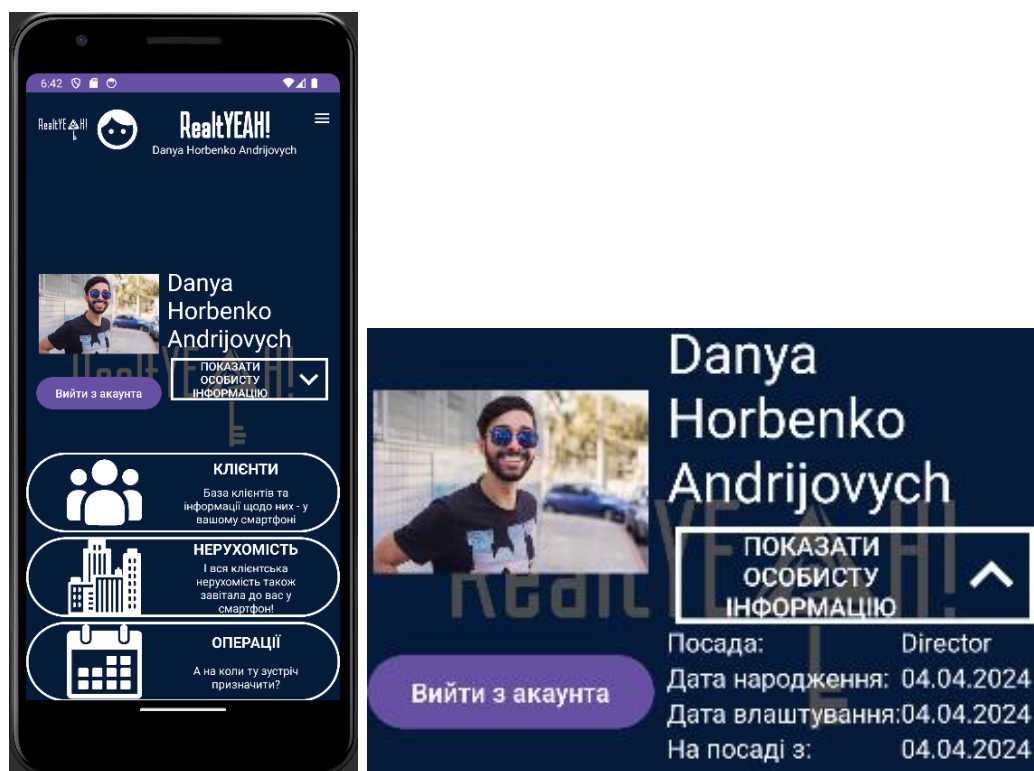 6:42
RealtYEAH!
RealtYEAH!
Danya Horbenko Andrijovych
Danya
Horbenko
Andrijovych
RealtYEAH!
ПОКАЗАТИ
ОСОБИСТУ
ІНФОРМАЦІЮ
Вийти з акаунта
КЛІЄНТИ
База клієнтів та
інформації щодо них - у
вашому смартфоні
НЕРУХОМІСТЬ
І вся клієнтська
нерухомість також
завітала до вас у
смартфон!
ОПЕРАЦІЇ
А на коли ту зустріч
призначити?
Danya
Horbenko
Andrijovych
RealtYEAH!
ПОКАЗАТИ
ОСОБИСТУ
ІНФОРМАЦІЮ
Вийти з акаунта
Посада: Director
Дата народження: 04.04.2024
Дата влаштування:04.04.2024
На посаді з: 04.04.2024